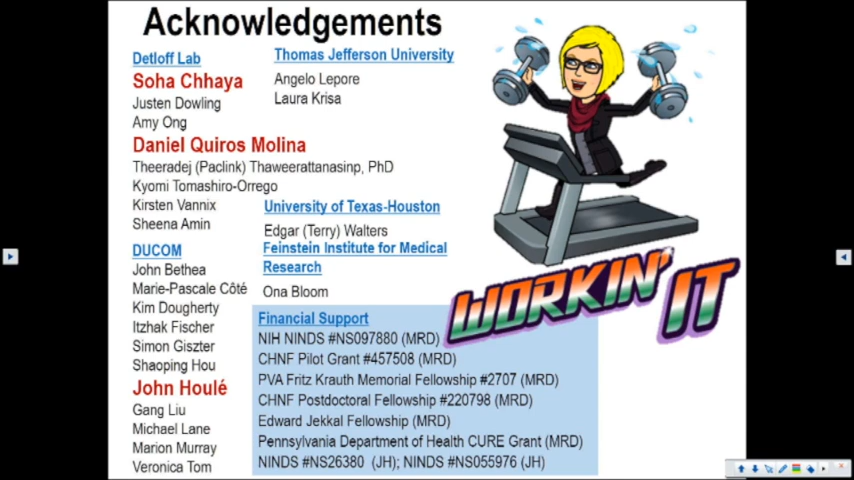 Acknowledgements
Detloff Lab
Soha Chhaya
Justen Dowling
Amy Ong
Daniel Quiros Molina
Theeradej (Paclink) Thaweerattanasinp, PhD
Kyomi Tomashiro-Orrego
Kirsten Vannix
Sheena Amin
DUCOM
John Bethea
Marie-Pascale Côté
Kim Dougherty
Itzhak Fischer
Simon Giszter
Shaoping Hou
John Houlé
Gang Liu
Michael Lane
Marion Murray
Veronica Tom
Thomas Jefferson University
Angelo Lepore
Laura Krisa
University of Texas-Houston
Edgar (Terry) Walters
Feinstein Institute for Medical
Research
Ona Bloom
Financial Support
NIH NINDS #NS097880 (MRD)
CHNF Pilot Grant #457508 (MRD)
PVA Fritz Krauth Memorial Fellowship #2707 (MRD)
CHNF Postdoctoral Fellowship #220798 (MRD)
Edward Jekkal Fellowship (MRD)
Pennsylvania Department of Health CURE Grant (MRD)
NINDS #NS26380 (JH); NINDS #NS055976 (JH)
WORKIN' IT